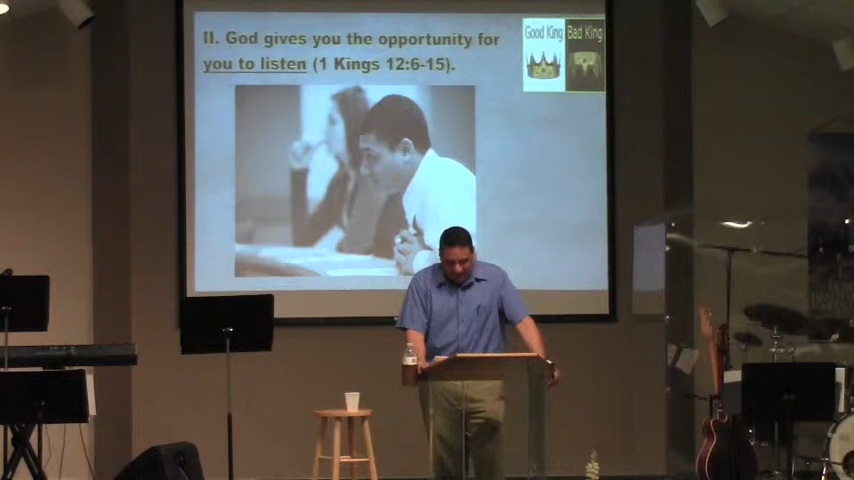 II. God gives you the opportunity for
you to listen (1 Kings 12:6-15).
Good King
Bad King